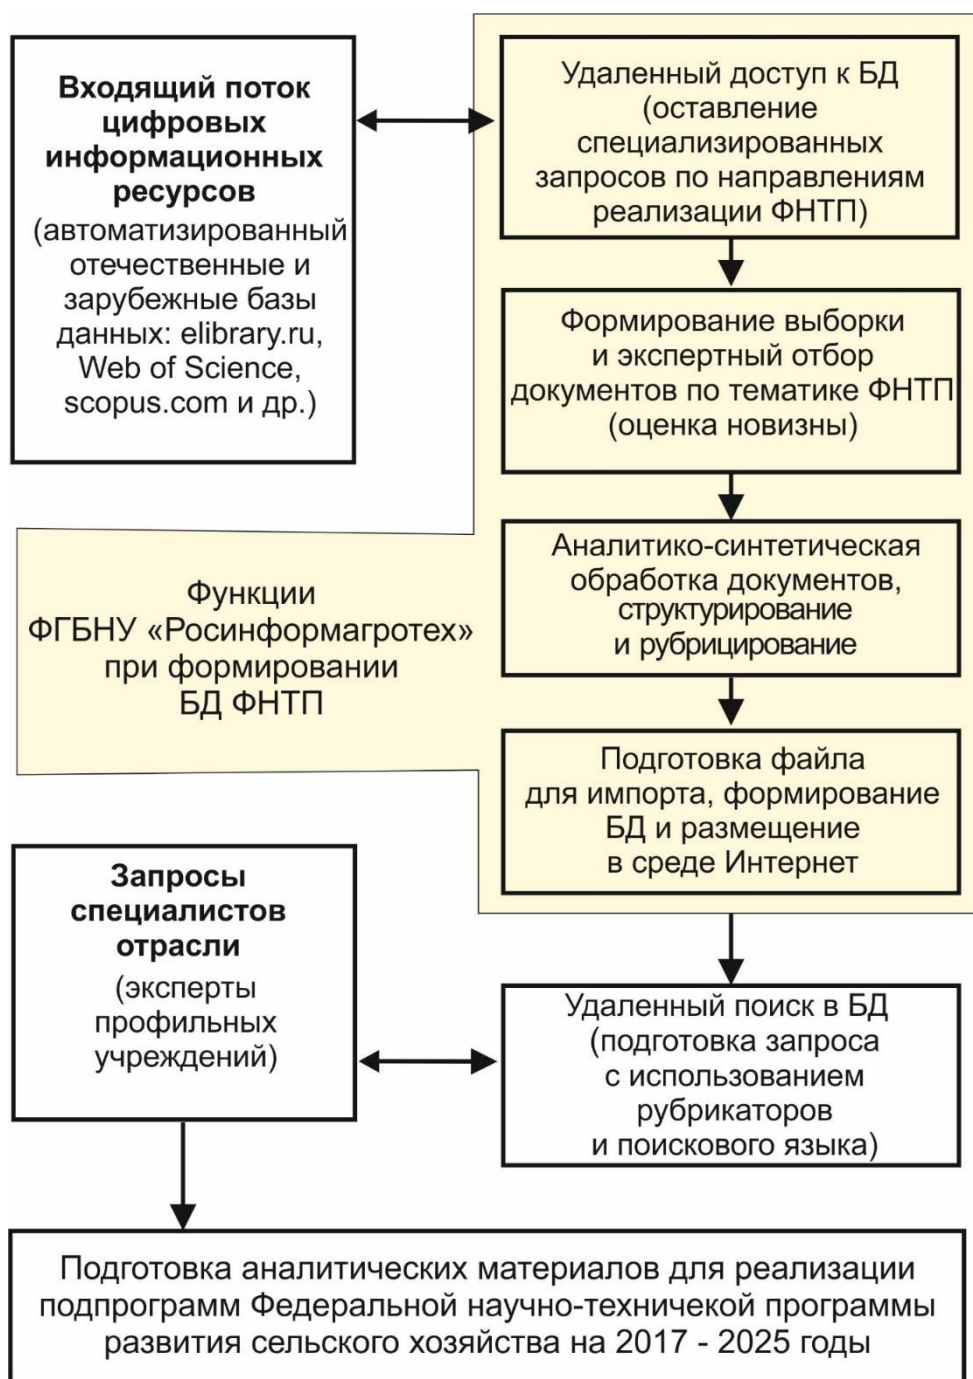 Входящий поток
цифровых
информационных
ресурсов
(автоматизированный
отечественные и
зарубежные базы
данных: elibrary.ru,
Web of Science,
scopus.com и др.)
Удаленный доступ к БД
(оставление
специализированных
запросов по направлениям
реализации ФНТП)
Формирование выборки
и экспертный отбор
документов по тематике ФНТП
(оценка новизны)
Аналитико-синтетическая
обработка документов,
структурирование
и рубрицирование
Функции
ФГБНУ «Росинформагротех»
при формировании
БД ФНТП
Подготовка файла
для импорта, формирование
БД и размещение
в среде Интернет
Запросы
специалистов
отрасли
(эксперты
профильных
учреждений)
Удаленный поиск в БД
(подготовка запроса
с использованием
рубрикаторов
и поискового языка)
Подготовка аналитических материалов для реализации
подпрограмм Федеральной научно-техничекой программы
развития сельского хозяйства на 2017 - 2025 годы